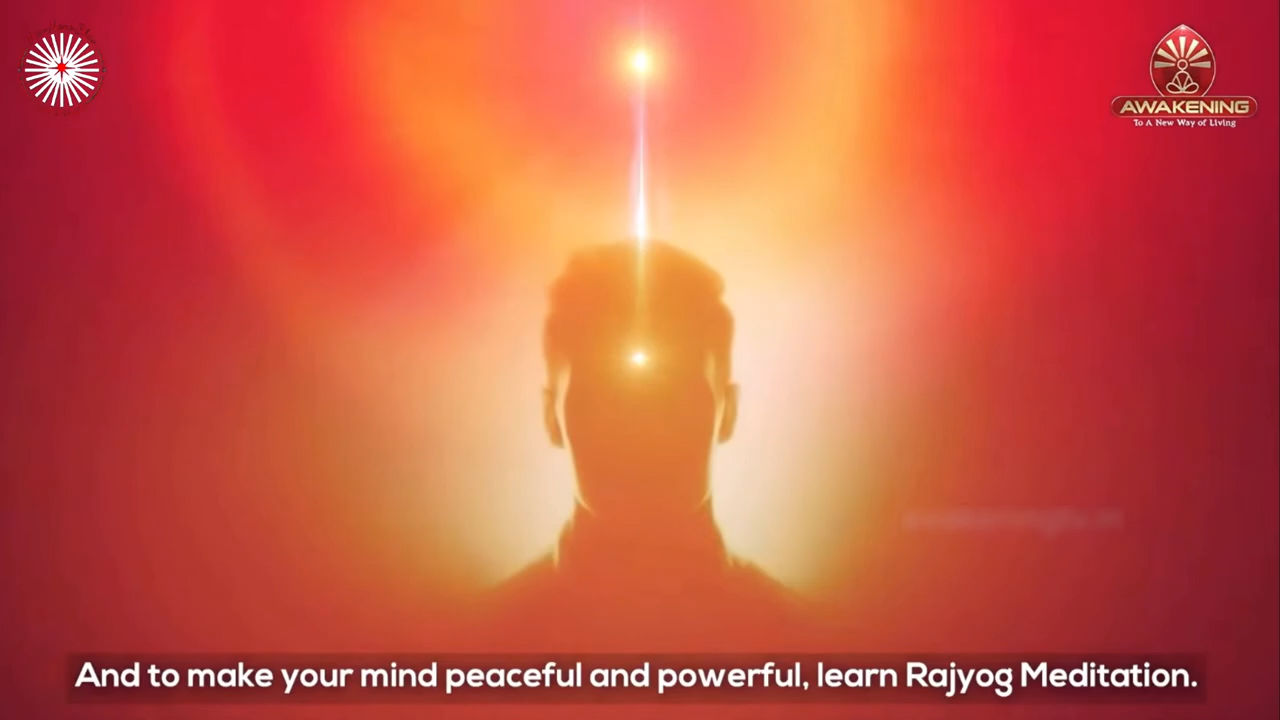 AWAKENING
To A New Way of Living
And to make your mind peaceful and powerful, learn Rajyog Meditation.